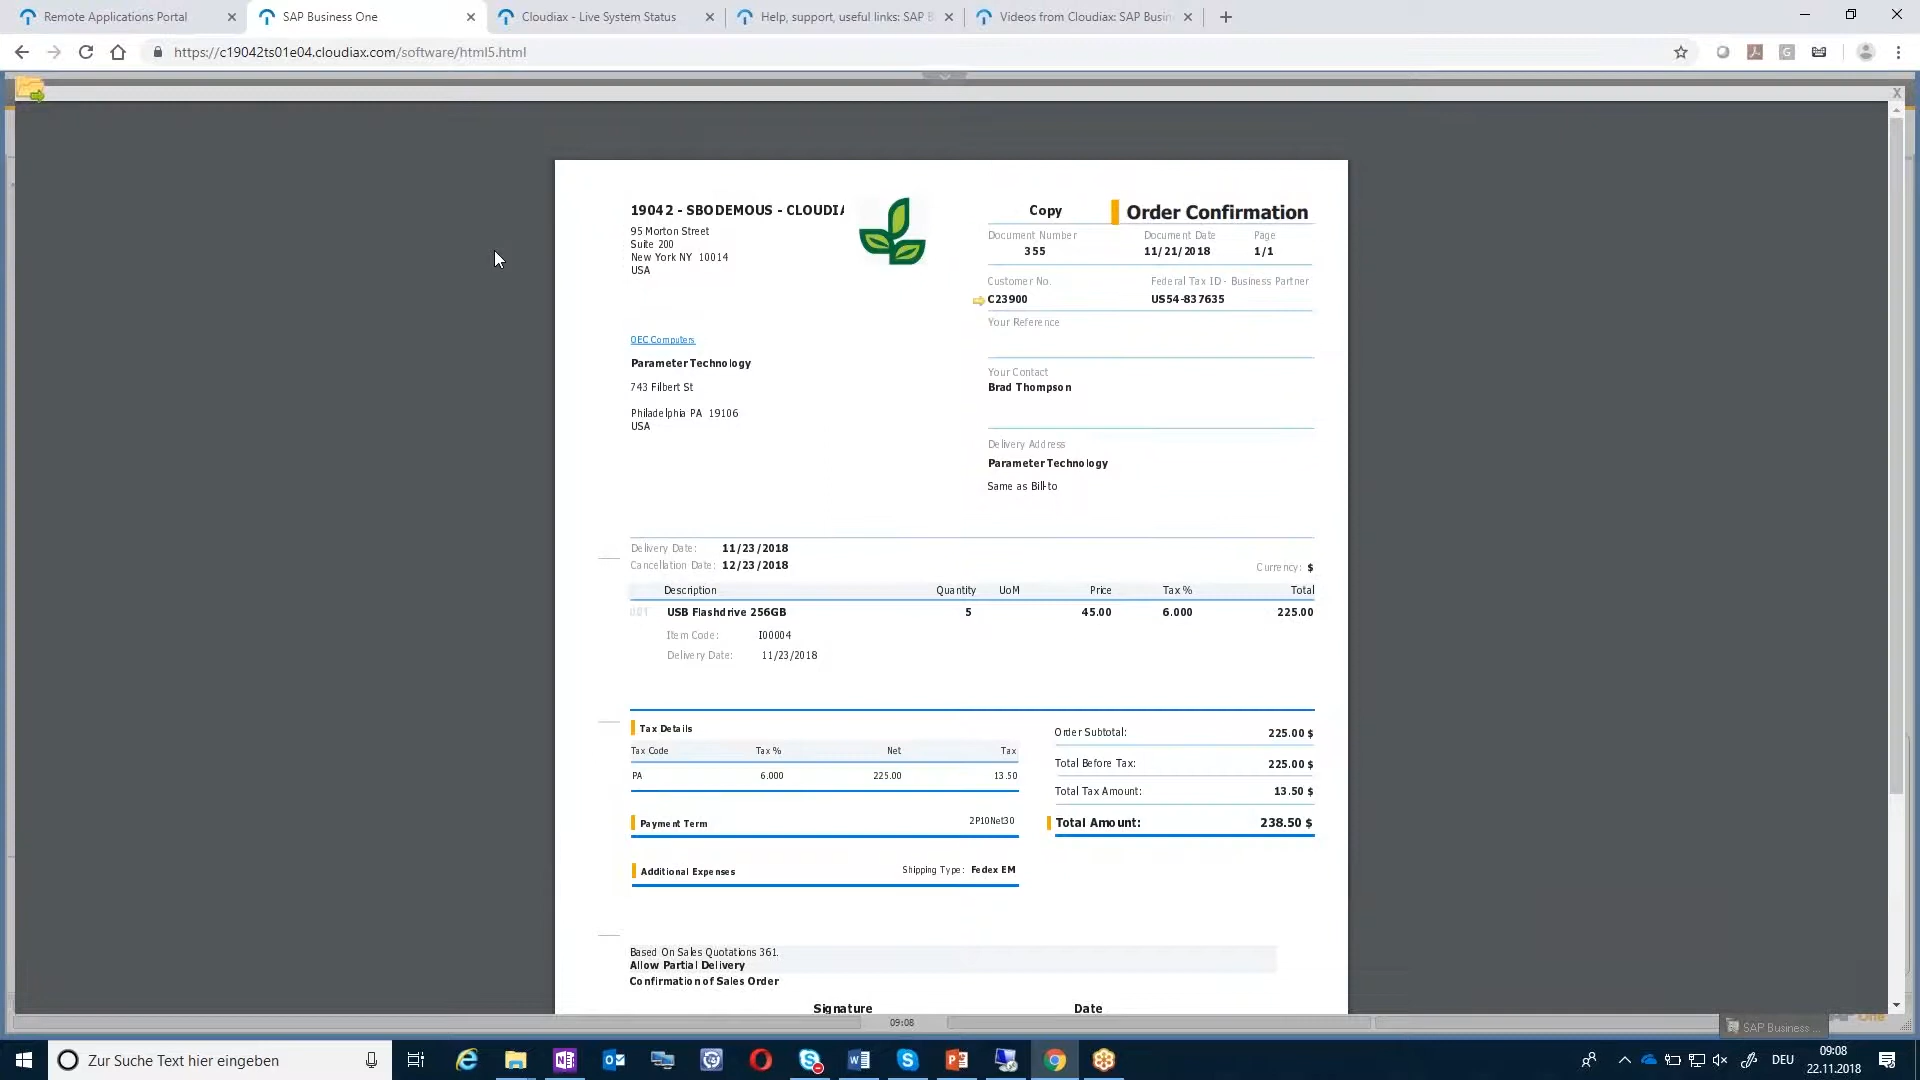 Remote Applications Portal
SAP Business One
Cloudiax - Live System Status
Help, support, useful links: SAP B
Videos from Cloudiax: SAP Busin
https://c19042ts01e04.cloudiax.com/software/html5.html
19042 - SBODEMOUS - CLOUDIA
95 Morton Street
Suite 200
New York NY 10014
USA
Copy
Order Confirmation
Document Number
Document Date
Page
355
11/21/2018
1/1
Customer No.
Federal Tax ID - Business Partner
C23900
US54-837635
Your Reference
OEC Computers
Parameter Technology
743 Filbert St
Philadelphia PA 19106
USA
Your Contact
Brad Thompson
Delivery Address
Parameter Technology
Same as Bill-to
Delivery Date: 11/23/2018
Cancellation Date: 12/23/2018
Currency: $
Description Quantity UoM Price Tax % Total
001 USB Flashdrive 256GB 5 45.00 6.000 225.00
Item Code: I00004
Delivery Date: 11/23/2018
Tax Details
Tax Code Tax % Net Tax
PA 6.000 225.00 13.50
Payment Term 2P10Net30
Additional Expenses Shipping Type: Fedex EM
Order Subtotal: 225.00 $
Total Before Tax: 225.00 $
Total Tax Amount: 13.50 $
Total Amount: 238.50 $
Based On Sales Quotations 361.
Allow Partial Delivery
Confirmation of Sales Order
Signature Date
09:08
SAP Business ...
One
Zur Suche Text hier eingeben
DEU
09:08
22.11.2018